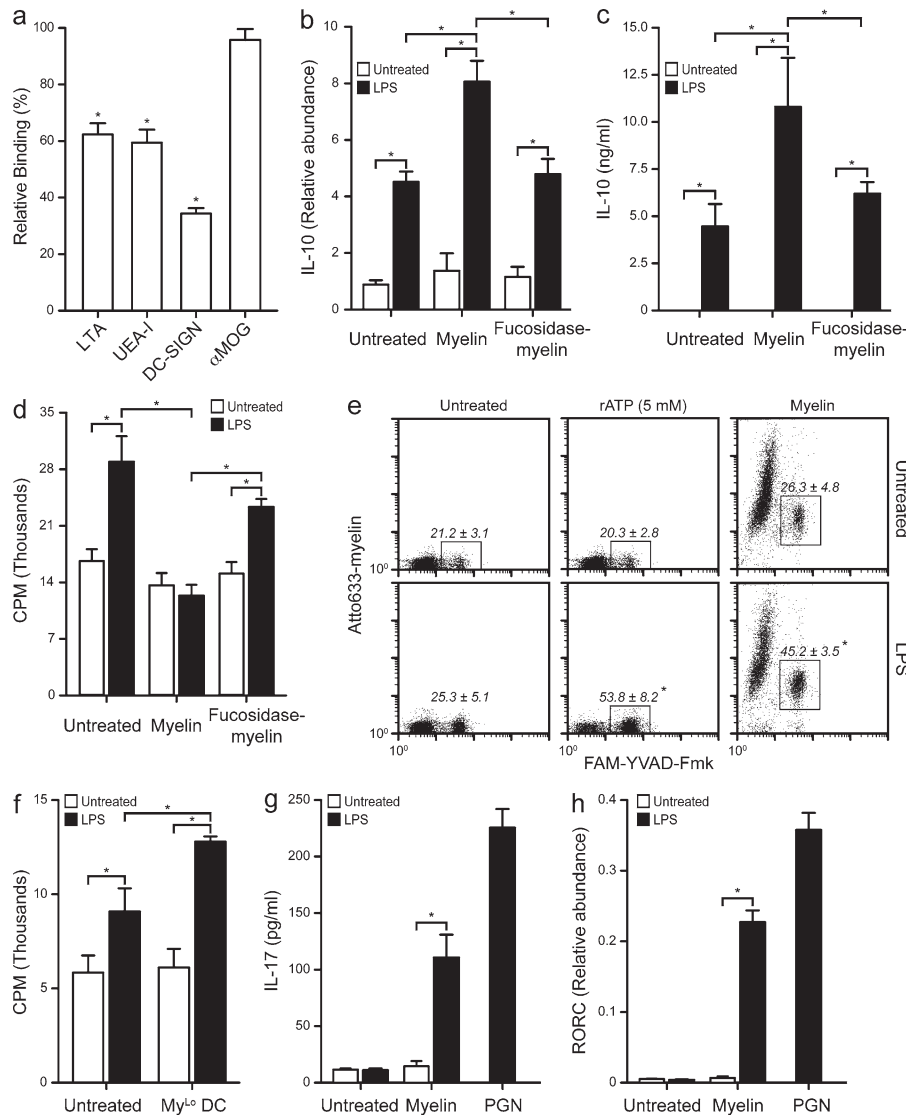 a
Relative Binding (%)
100
80
60
40
20
0
*
*
*
LTA
UEA-I
DC-SIGN
αMOG
b
Untreated
LPS
IL-10 (Relative abundance)
10
8
6
4
2
0
*
*
*
*
*
Untreated
Myelin
Fucosidase-
myelin
c
Untreated
LPS
IL-10 (ng/ml)
15.0
12.5
10.0
7.5
5.0
2.5
0
*
*
*
*
*
Untreated
Myelin
Fucosidase-
myelin
d
Untreated
LPS
CPM (Thousands)
35
28
21
14
7
0
*
*
*
*
Untreated
Myelin
Fucosidase-
myelin
e
Untreated
rATP (5 mM)
Myelin
Untreated
LPS
Atto633-myelin
21.2 ± 3.1
20.3 ± 2.8
26.3 ± 4.8
10⁰
25.3 ± 5.1
53.8 ± 8.2 *
45.2 ± 3.5 *
10⁰
10⁰
10⁰
10⁰
FAM-YVAD-Fmk
f
Untreated
LPS
CPM (Thousands)
15
10
5
0
*
*
*
Untreated
Myᴸᵒ DC
g
Untreated
LPS
IL-17 (pg/ml)
250
200
150
100
50
0
*
Untreated
Myelin
PGN
h
Untreated
LPS
RORC (Relative abundance)
0.4
0.3
0.2
0.1
0
*
Untreated
Myelin
PGN